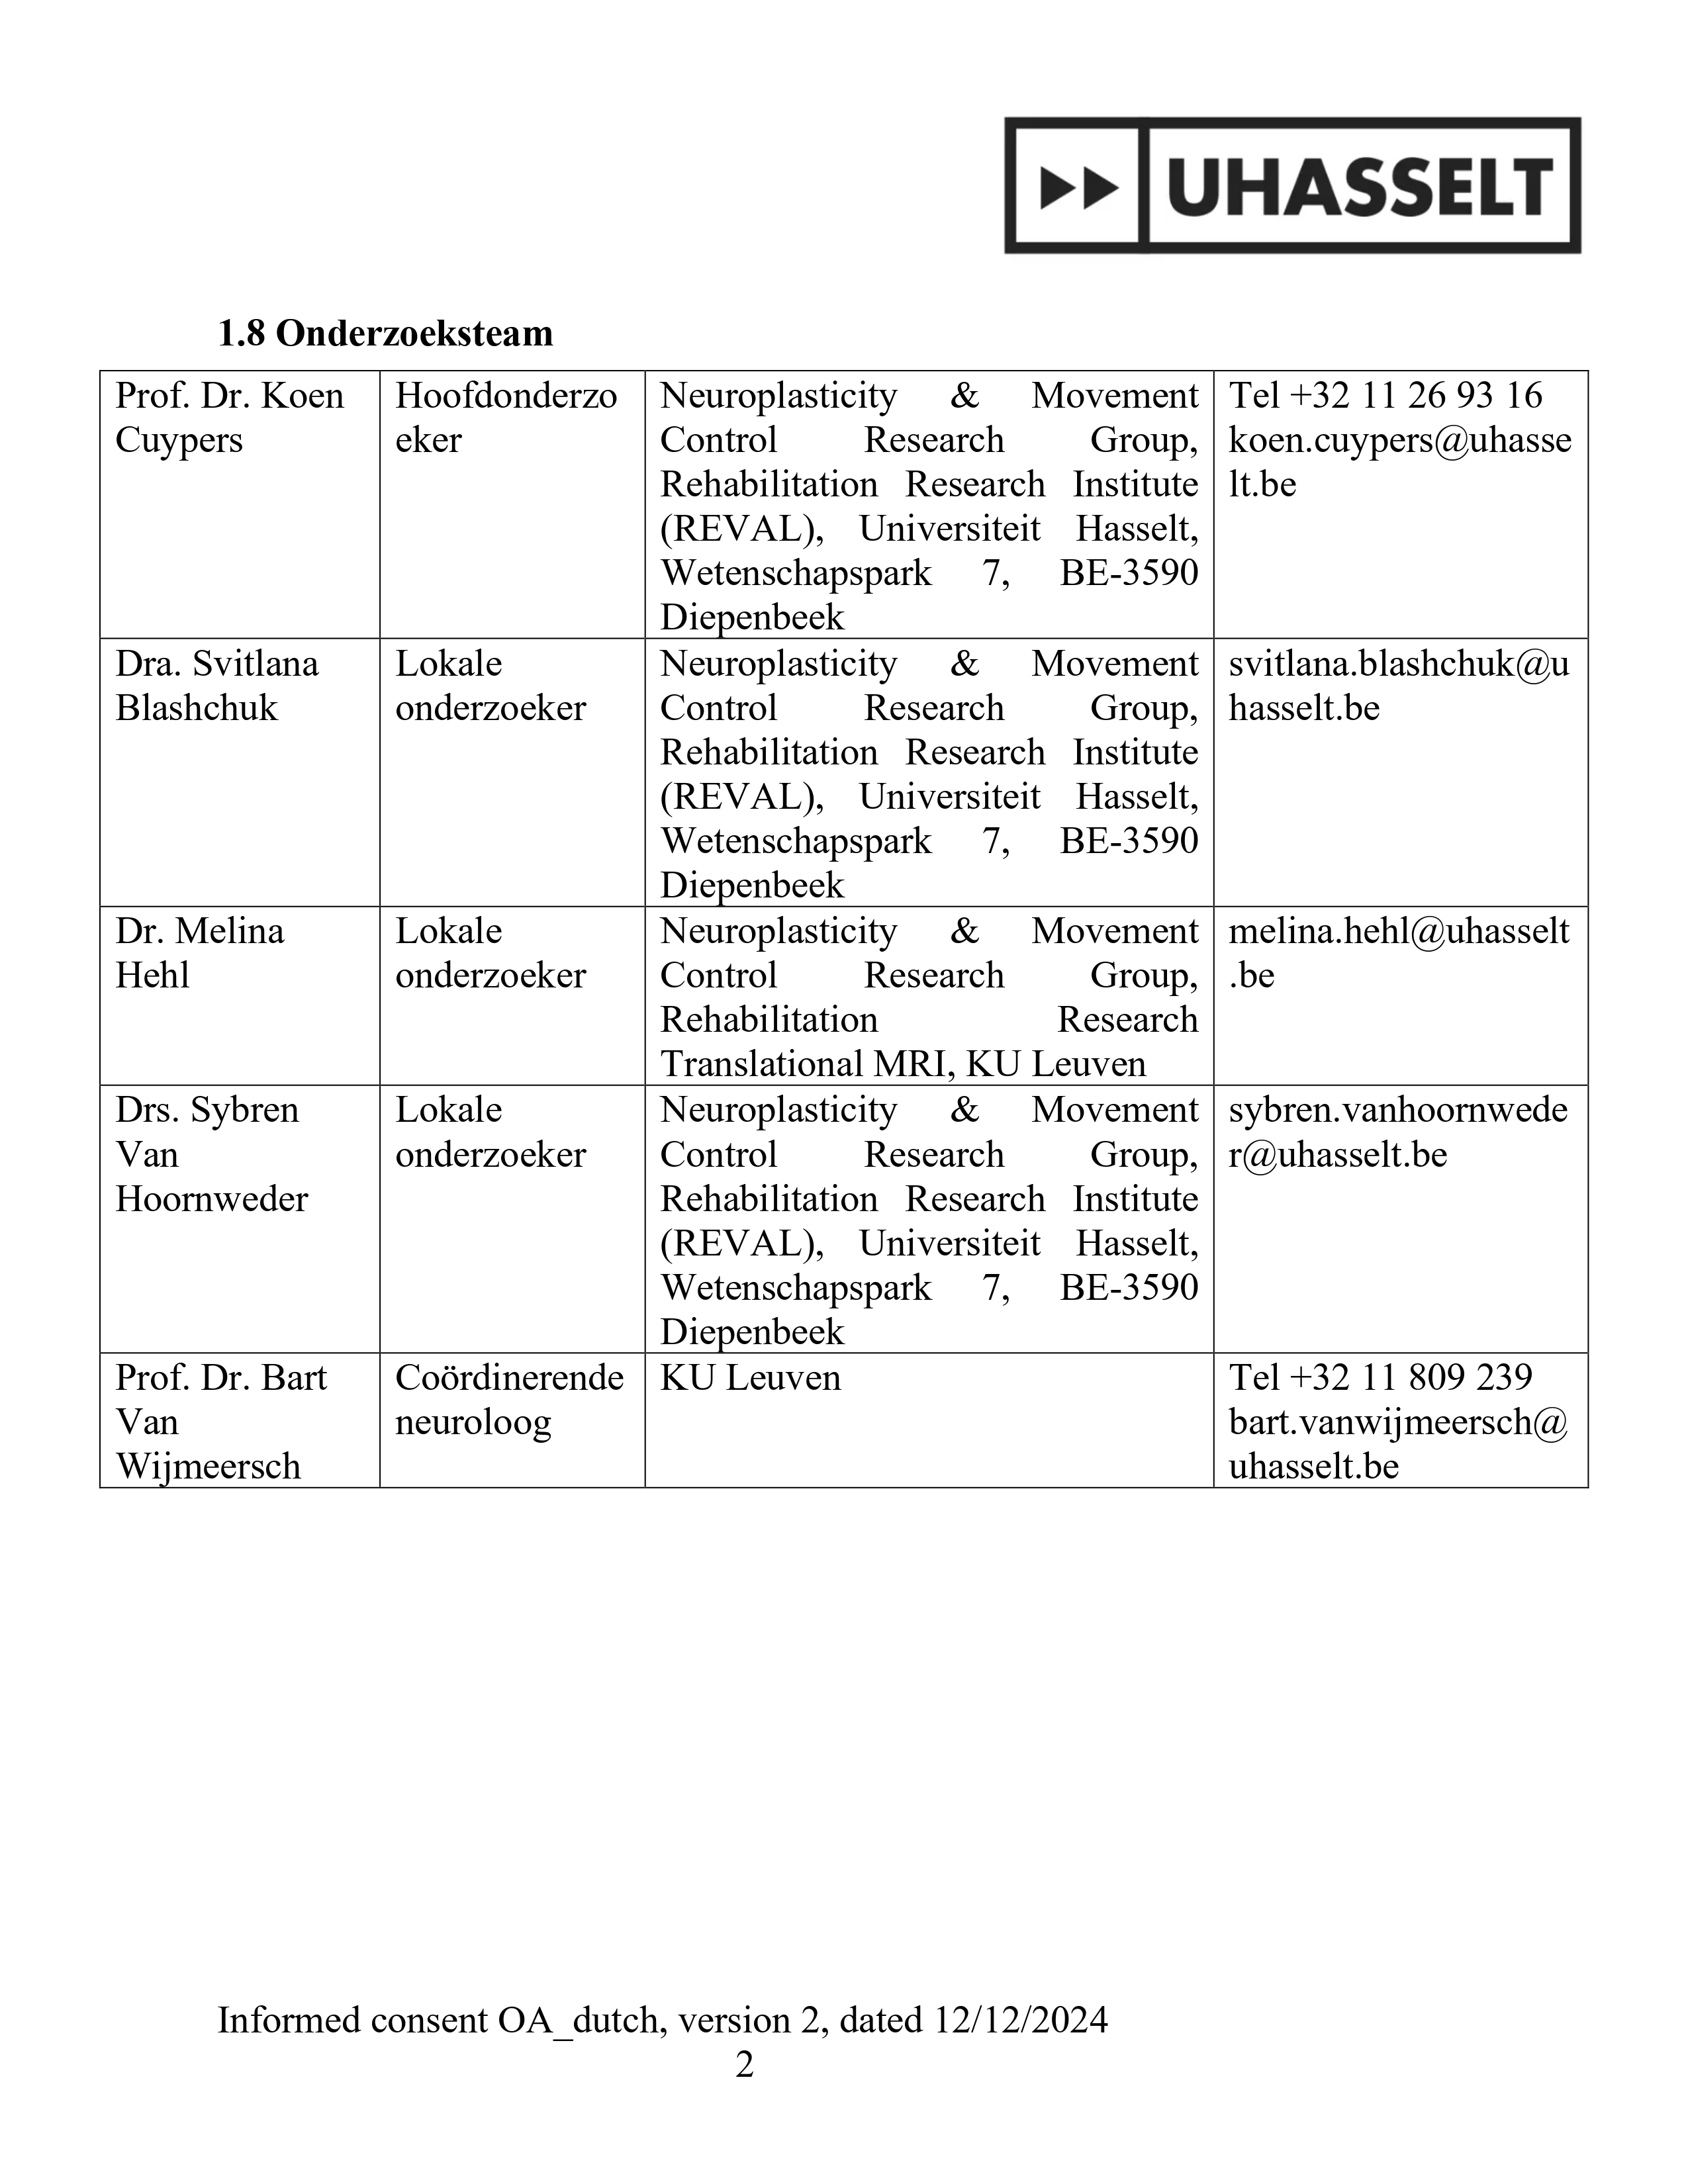 UHASSELT
1.8 Onderzoeksteam
Prof. Dr. Koen
Cuypers
Hoofdonderzo
eker
Neuroplasticity & Movement
Control Research Group,
Rehabilitation Research Institute
(REVAL), Universiteit Hasselt,
Wetenschapspark 7, BE-3590
Diepenbeek
Tel +32 11 26 93 16
koen.cuypers@uhasse
lt.be
Dra. Svitlana
Blashchuk
Lokale
onderzoeker
Neuroplasticity & Movement
Control Research Group,
Rehabilitation Research Institute
(REVAL), Universiteit Hasselt,
Wetenschapspark 7, BE-3590
Diepenbeek
svitlana.blashchuk@u
hasselt.be
Dr. Melina
Hehl
Lokale
onderzoeker
Neuroplasticity & Movement
Control Research Group,
Rehabilitation Research
Translational MRI, KU Leuven
melina.hehl@uhasselt
.be
Drs. Sybren
Van
Hoornweder
Lokale
onderzoeker
Neuroplasticity & Movement
Control Research Group,
Rehabilitation Research Institute
(REVAL), Universiteit Hasselt,
Wetenschapspark 7, BE-3590
Diepenbeek
sybren.vanhoornwede
r@uhasselt.be
Prof. Dr. Bart
Van
Wijmeersch
Coördinerende
neuroloog
KU Leuven
Tel +32 11 809 239
bart.vanwijmeersch@
uhasselt.be
Informed consent OA_dutch, version 2, dated 12/12/2024
2